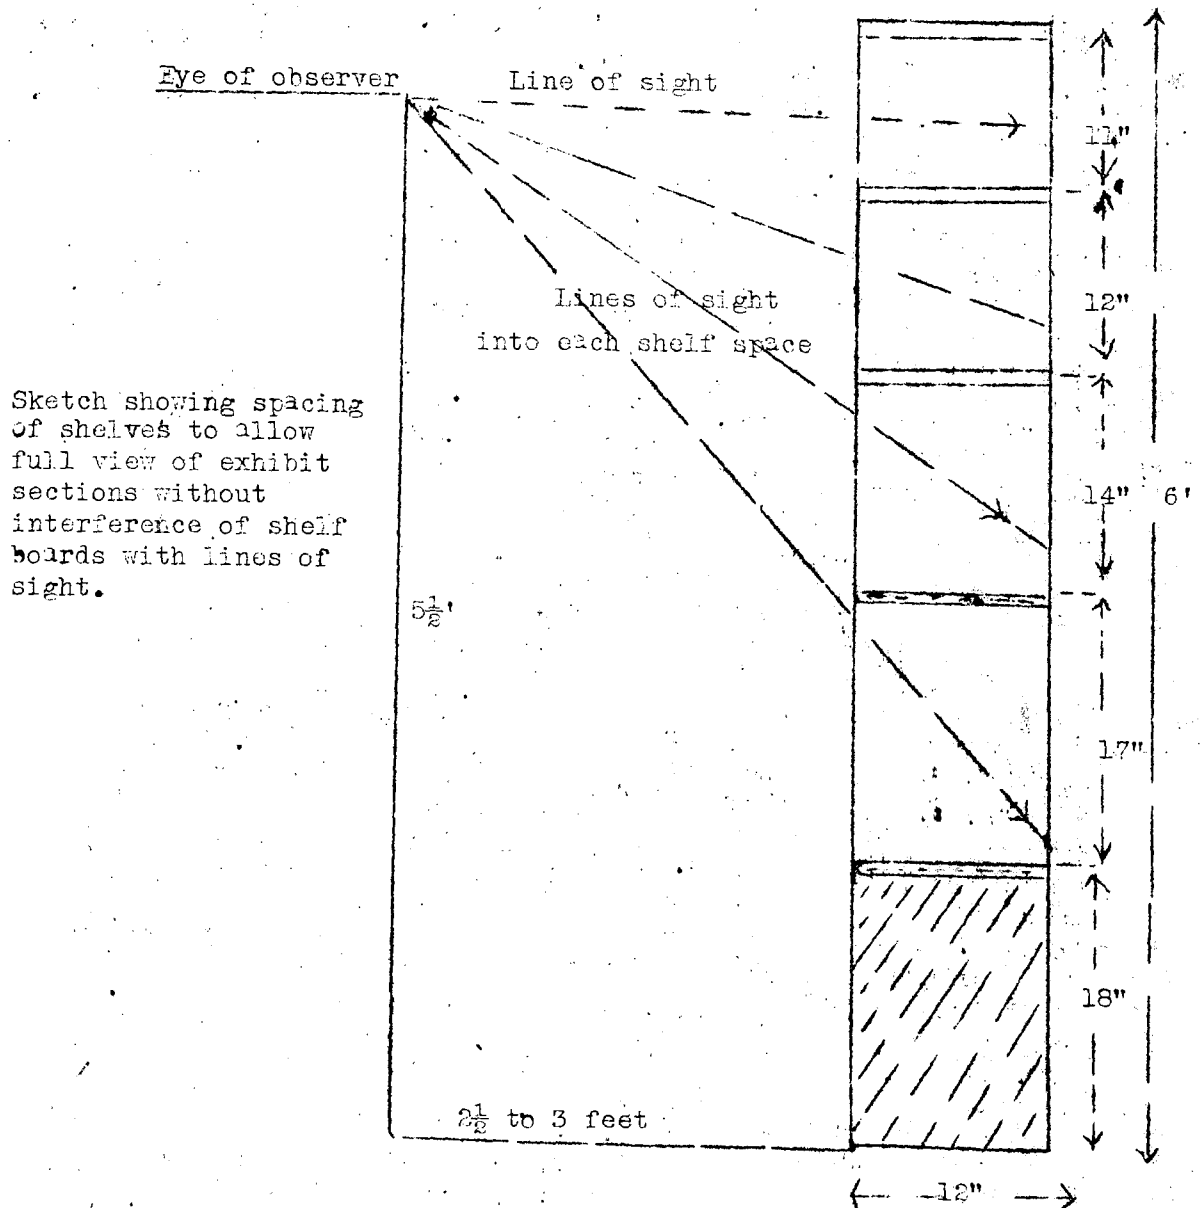 Eye of observer
Line of sight
11"
12"
Lines of sight
into each shelf space
Sketch showing spacing
of shelves to allow
full view of exhibit
sections without
interference of shelf
boards with lines of
sight.
14"
6'
5½'
17"
18"
2½ to 3 feet
12"